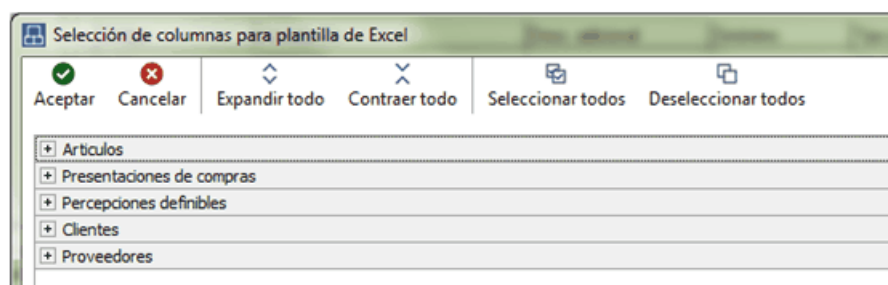 Selección de columnas para plantilla de Excel
Aceptar Cancelar Expandir todo Contraer todo Seleccionar todos Deseleccionar todos
Articulos
Presentaciones de compras
Percepciones definibles
Clientes
Proveedores